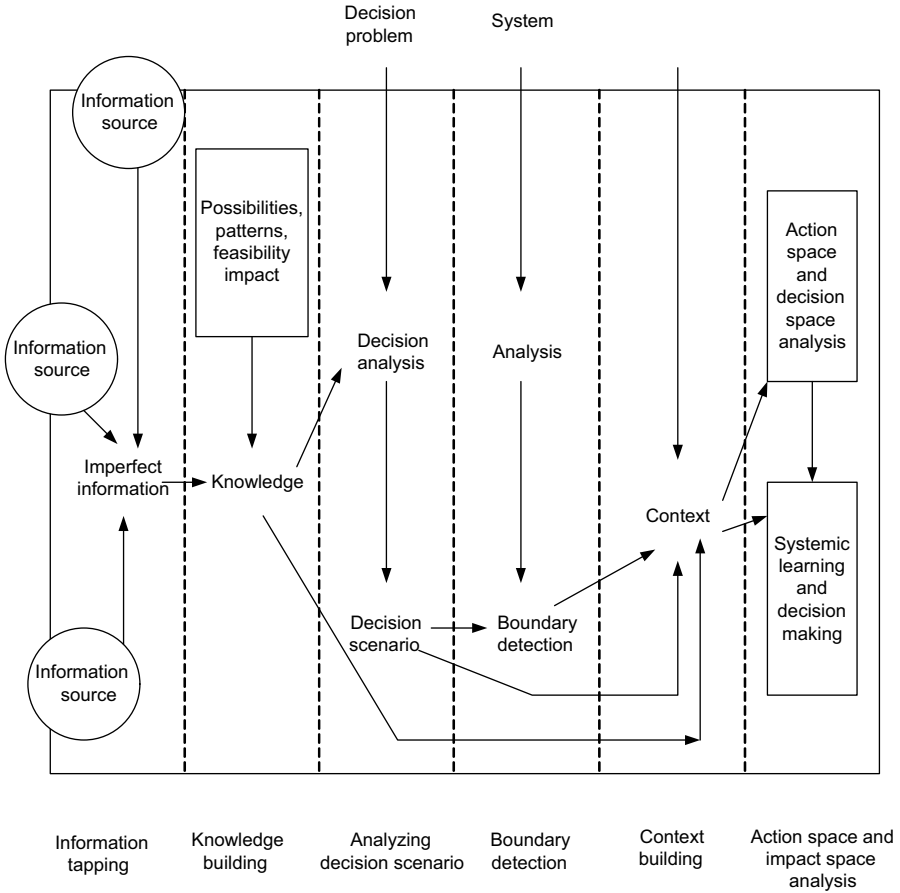 Decision
problem
System
Information
source
Possibilities,
patterns,
feasibility
impact
Action
space
and
decision
space
analysis
Information
source
Decision
analysis
Analysis
Imperfect
information
Knowledge
Context
Systemic
learning
and
decision
making
Decision
scenario
Boundary
detection
Information
source
Information
tapping
Knowledge
building
Analyzing
decision scenario
Boundary
detection
Context
building
Action space and
impact space
analysis